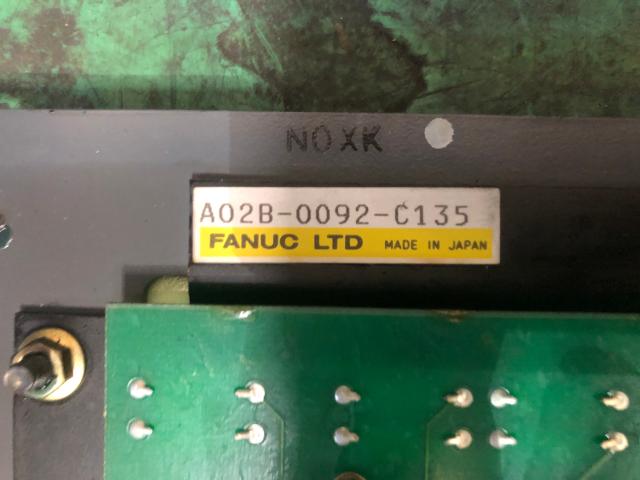 NOXK
A02B-0092-C135
FANUC LTD MADE IN JAPAN